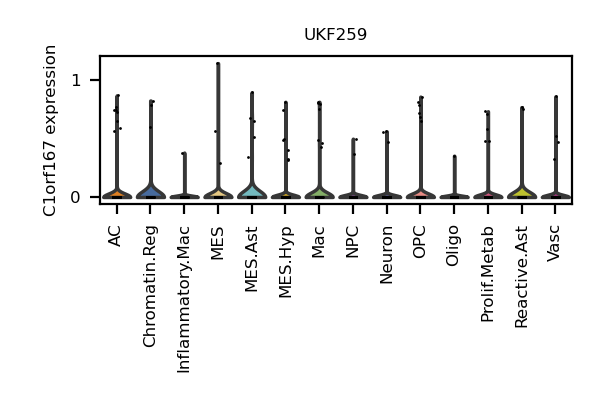 UKF259
C1orf167 expression
1
0
AC
Chromatin.Reg
Inflammatory.Mac
MES
MES.Ast
MES.Hyp
Mac
NPC
Neuron
OPC
Oligo
Prolif.Metab
Reactive.Ast
Vasc